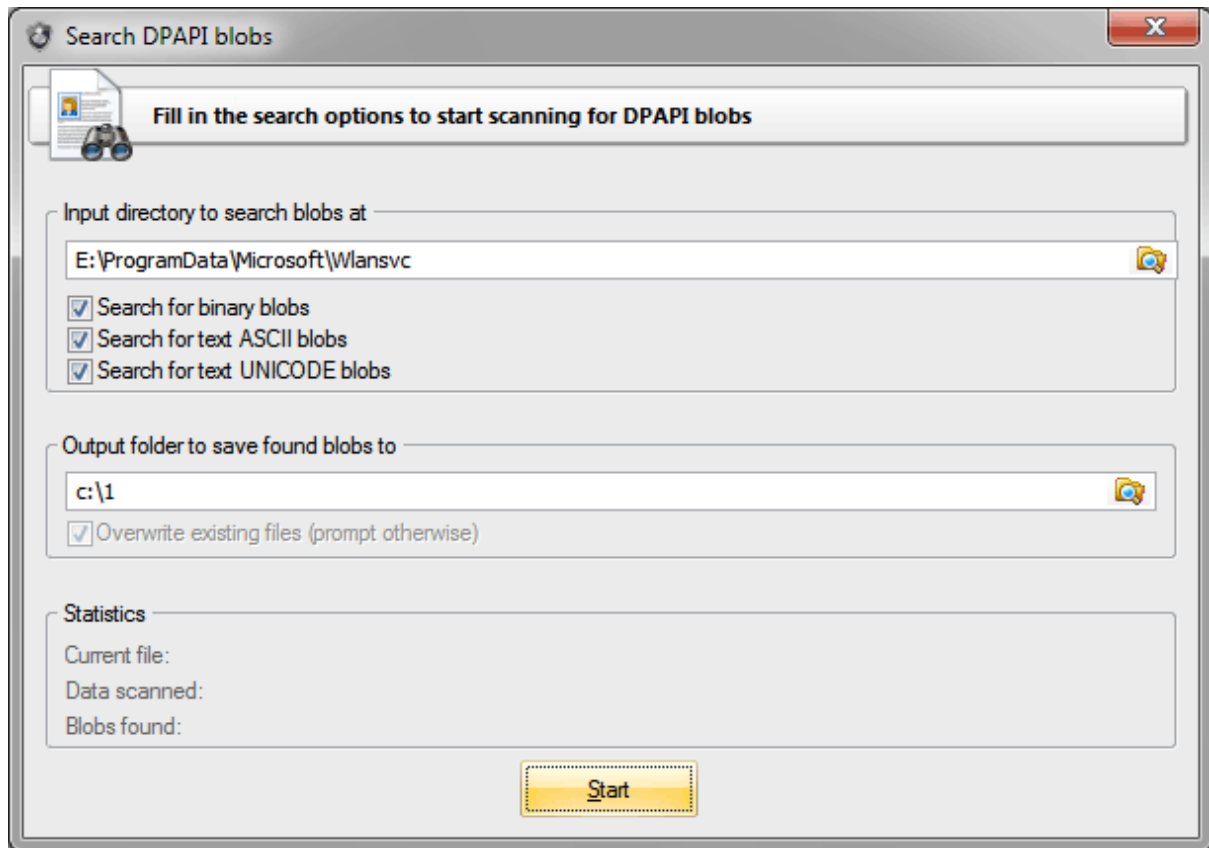 Search DPAPI blobs
Fill in the search options to start scanning for DPAPI blobs
Input directory to search blobs at
E:\ProgramData\Microsoft\Wlansvc
Search for binary blobs
Search for text ASCII blobs
Search for text UNICODE blobs
Output folder to save found blobs to
c:\1
Overwrite existing files (prompt otherwise)
Statistics
Current file:
Data scanned:
Blobs found:
Start